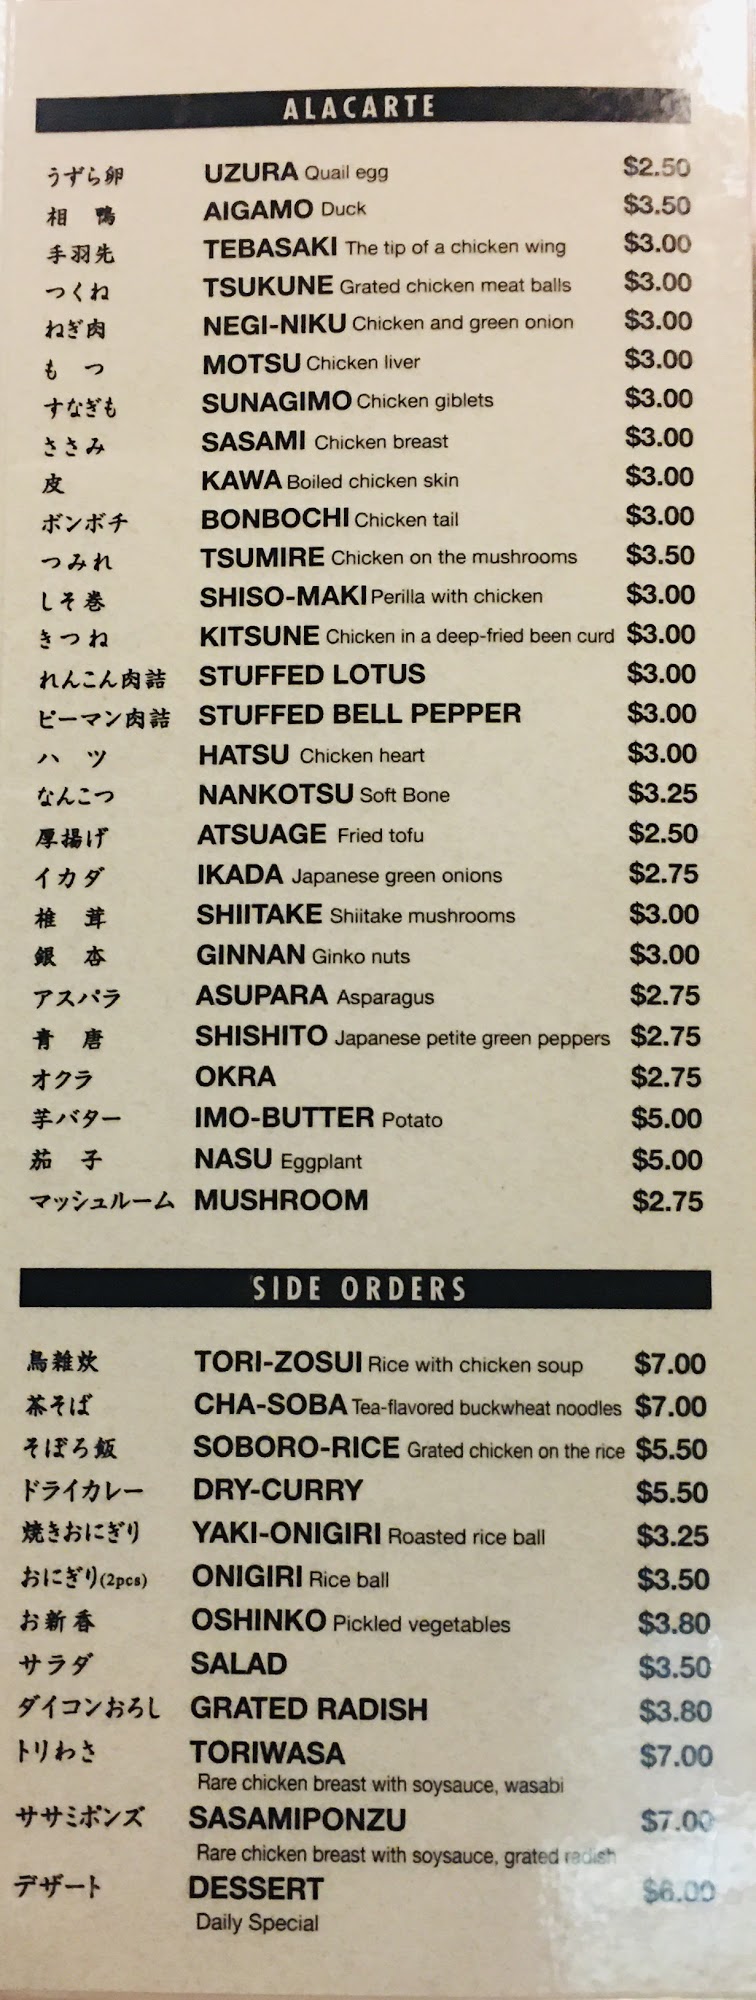 ALACARTE
うずら卵 UZURA Quail egg $2.50
相鴨 AIGAMO Duck $3.50
手羽先 TEBASAKI The tip of a chicken wing $3.00
つくね TSUKUNE Grated chicken meat balls $3.00
ねぎ肉 NEGI-NIKU Chicken and green onion $3.00
もつ MOTSU Chicken liver $3.00
すなぎも SUNAGIMO Chicken giblets $3.00
ささみ SASAMI Chicken breast $3.00
皮 KAWA Boiled chicken skin $3.00
ボンボチ BONBOCHI Chicken tail $3.00
つみれ TSUMIRE Chicken on the mushrooms $3.50
しそ巻 SHISO-MAKI Perilla with chicken $3.00
きつね KITSUNE Chicken in a deep-fried been curd $3.00
れんこん肉詰 STUFFED LOTUS $3.00
ピーマン肉詰 STUFFED BELL PEPPER $3.00
ハツ HATSU Chicken heart $3.00
なんこつ NANKOTSU Soft Bone $3.25
厚揚げ ATSUAGE Fried tofu $2.50
イカダ IKADA Japanese green onions $2.75
椎茸 SHIITAKE Shiitake mushrooms $3.00
銀杏 GINNAN Ginko nuts $3.00
アスパラ ASUPARA Asparagus $2.75
青唐 SHISHITO Japanese petite green peppers $2.75
オクラ OKRA $2.75
芋バター IMO-BUTTER Potato $5.00
茄子 NASU Eggplant $5.00
マッシュルーム MUSHROOM $2.75
SIDE ORDERS
鳥雑炊 TORI-ZOSUI Rice with chicken soup $7.00
茶そば CHA-SOBA Tea-flavored buckwheat noodles $7.00
そぼろ飯 SOBORO-RICE Grated chicken on the rice $5.50
ドライカレー DRY-CURRY $5.50
焼きおにぎり YAKI-ONIGIRI Roasted rice ball $3.25
おにぎり(2pcs) ONIGIRI Rice ball $3.50
お新香 OSHINKO Pickled vegetables $3.80
サラダ SALAD $3.50
ダイコンおろし GRATED RADISH $3.80
トリわさ TORIWASA $7.00
Rare chicken breast with soysauce, wasabi
ササミポンズ SASAMIPONZU $7.00
Rare chicken breast with soysauce, grated radish
デザート DESSERT $6.00
Daily Special